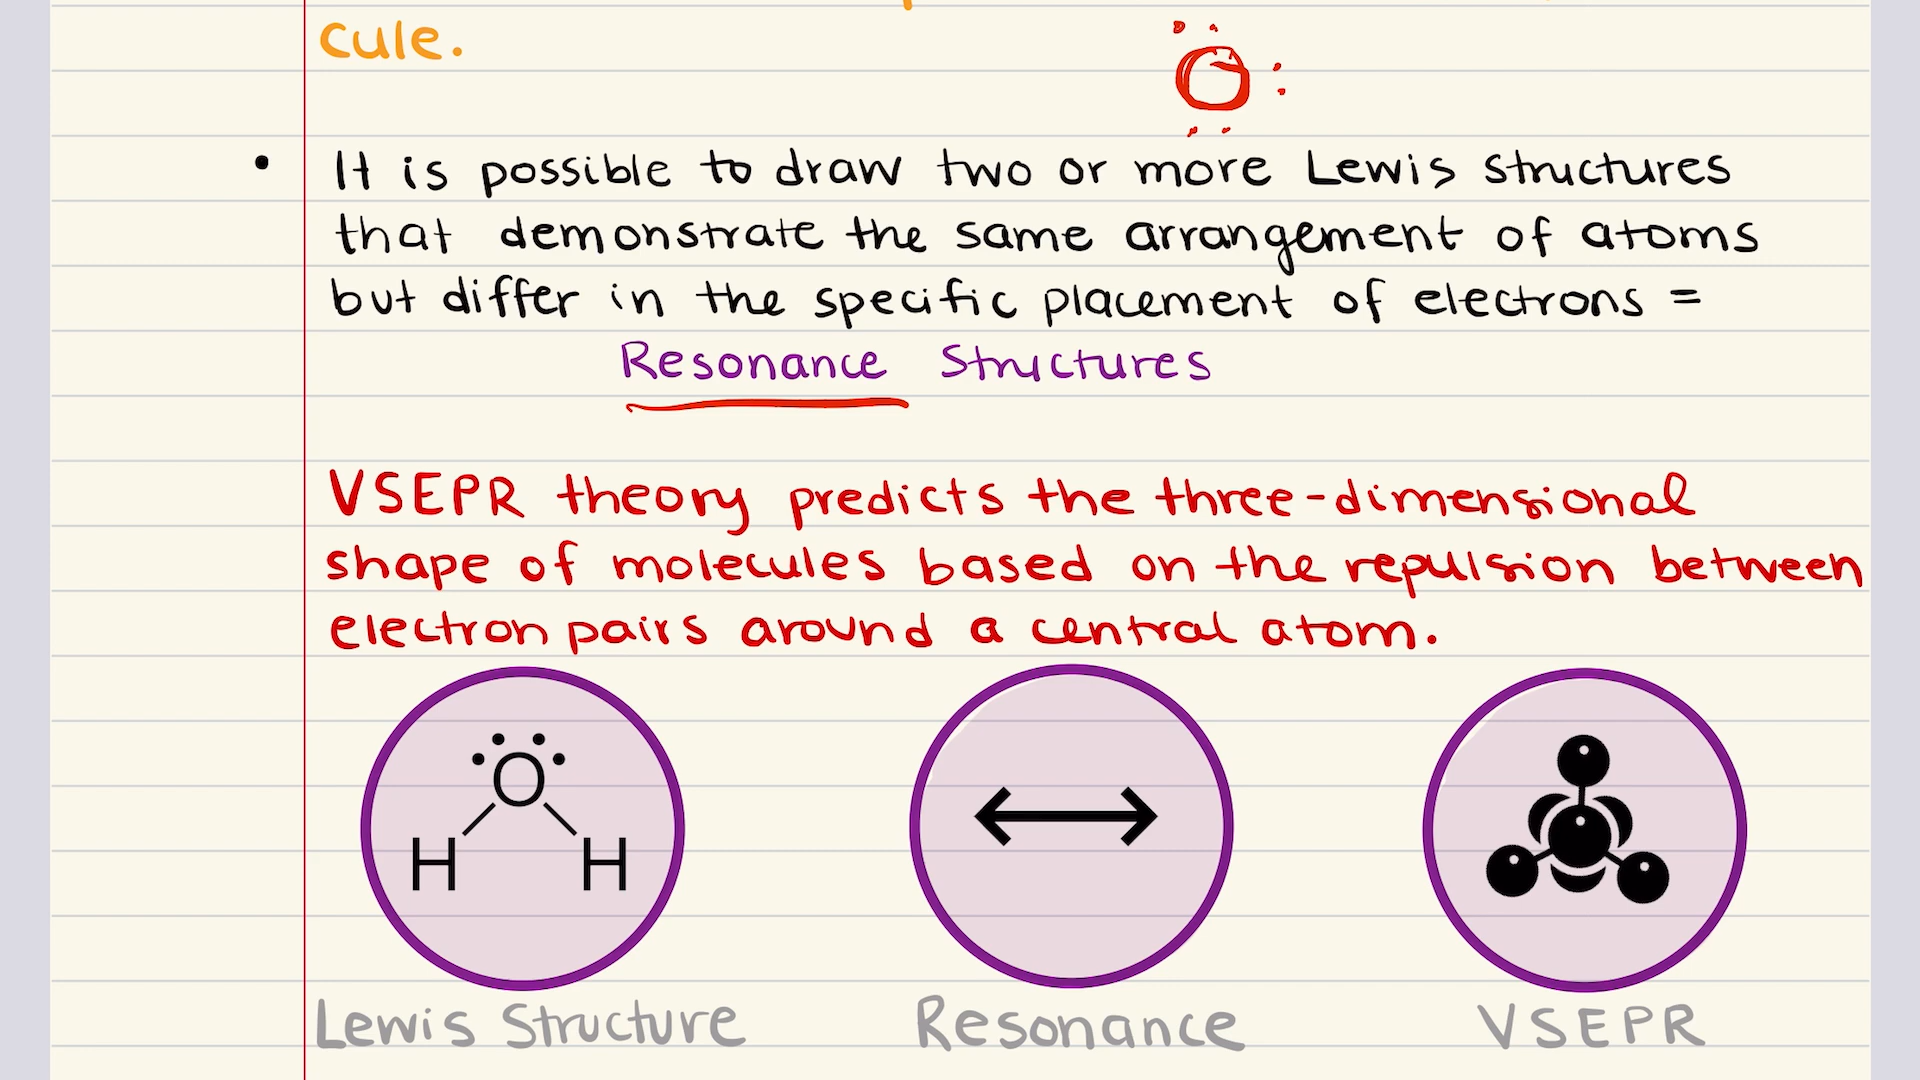 cule.
• It is possible to draw two or more Lewis structures
that demonstrate the same arrangement of atoms
but differ in the specific placement of electrons =
Resonance Structures
VSEPR theory predicts the three-dimensional
shape of molecules based on the repulsion between
electron pairs around a central atom.
O
H H
Lewis Structure Resonance VSEPR